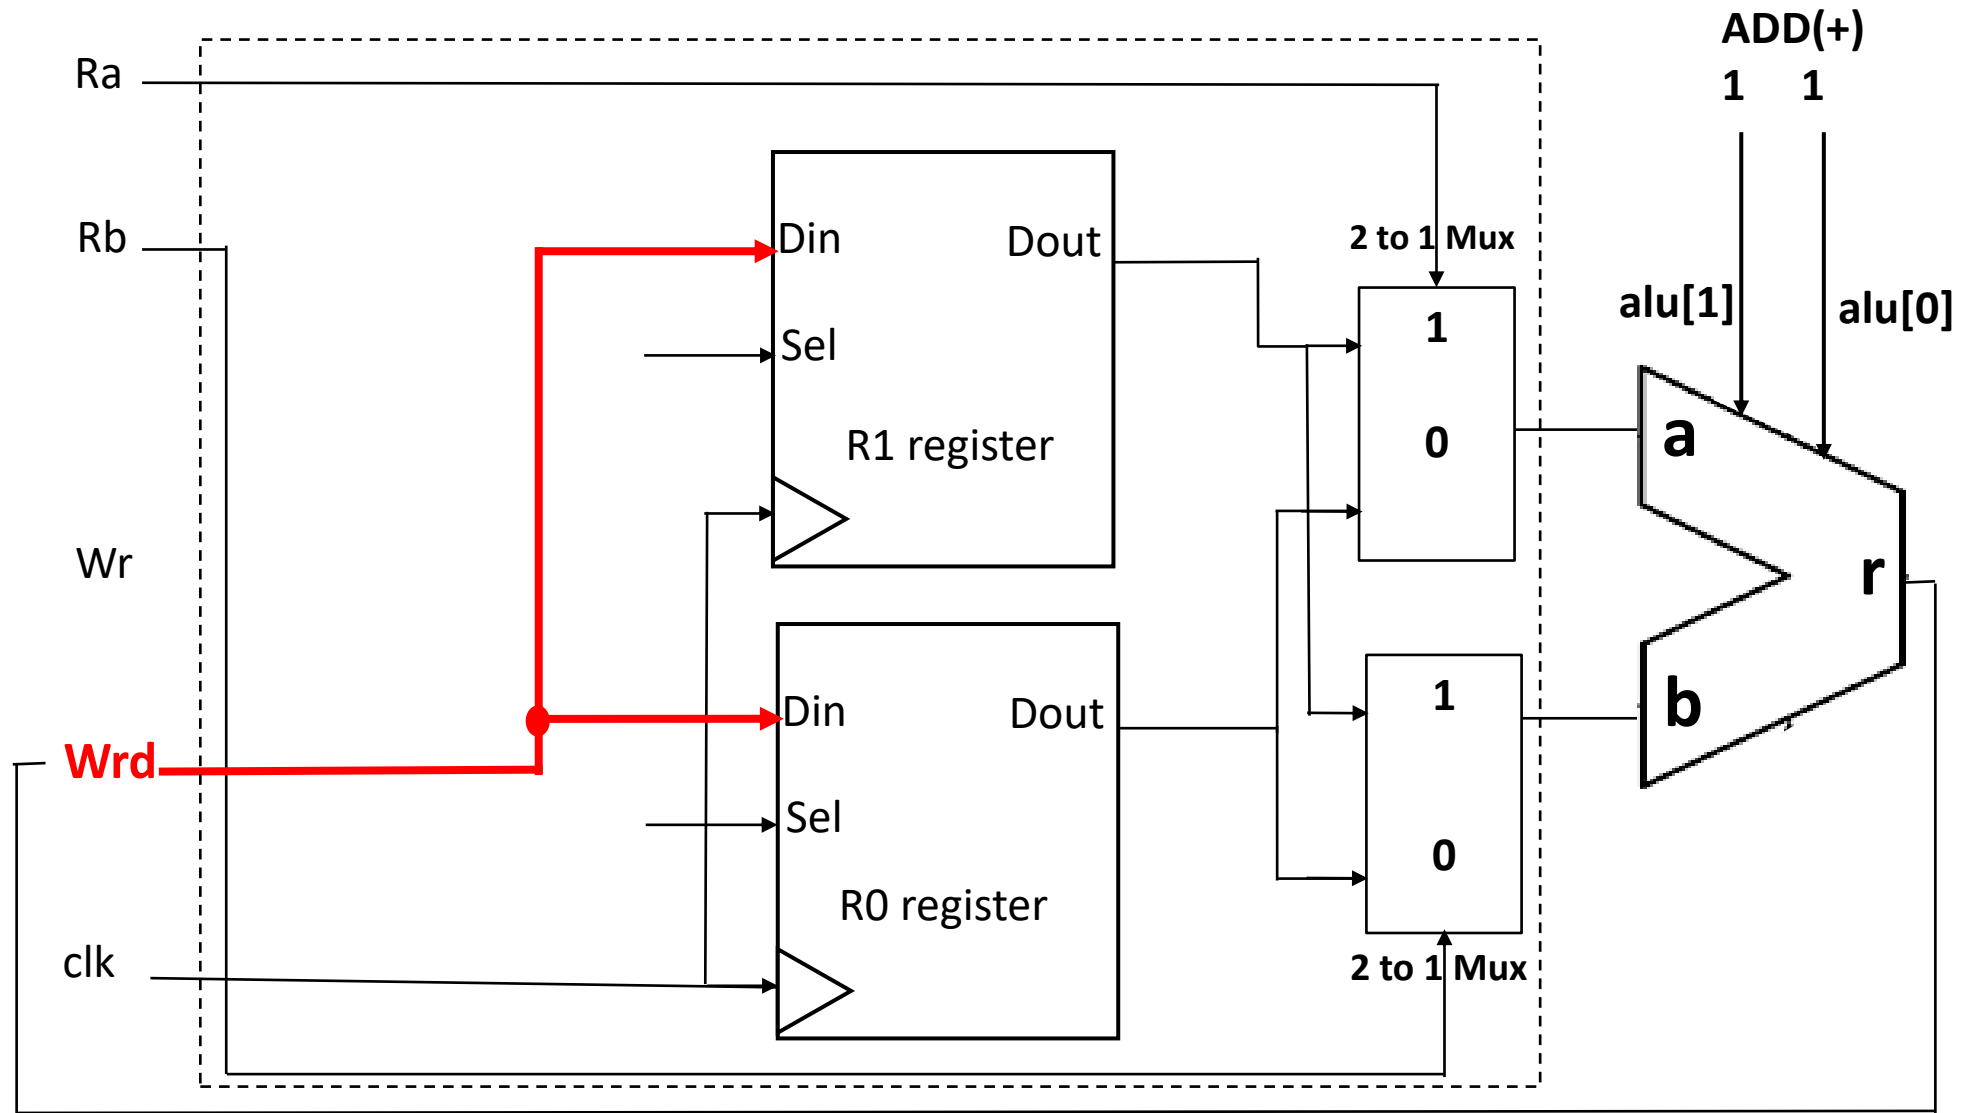 ADD(+)
1 1
Ra
Rb
Din
Dout
2 to 1 Mux
alu[1]
alu[0]
Sel
1
0
R1 register
a
Wr
r
Din
Dout
1
b
Wrd
Sel
0
R0 register
clk
2 to 1 Mux